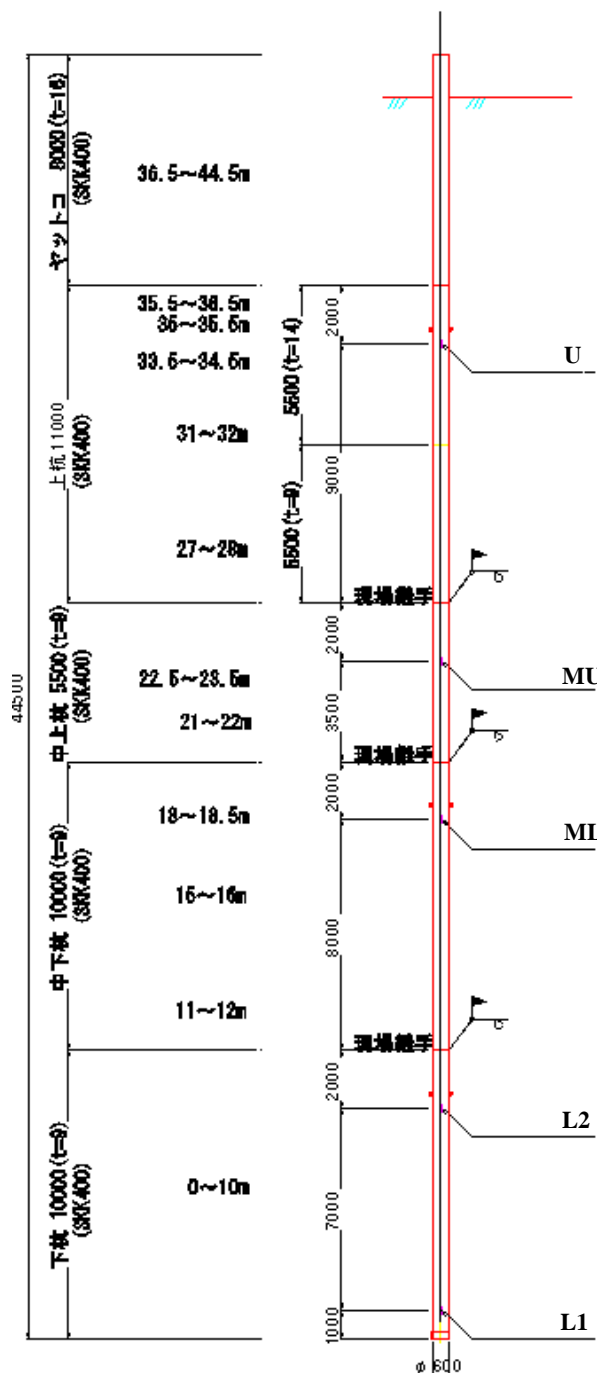 44500
ヤットコ 8000(t=16)
(SKK400)
36.5～44.5m
上杭 11000
(SKK400)
35.5～36.5m
35～35.5m
33.5～34.5m
31～32m
27～28m
5500(t=14)
5500(t=9)
2000
9000
U
現場継手
中上杭 5500(t=9)
(SKK400)
22.5～23.5m
21～22m
2000
3500
MU
現場継手
中下杭 10000(t=9)
(SKK400)
18～18.5m
15～16m
11～12m
2000
8000
ML
現場継手
下杭 10000(t=9)
(SKK400)
0～10m
2000
7000
1000
L2
L1
φ 600